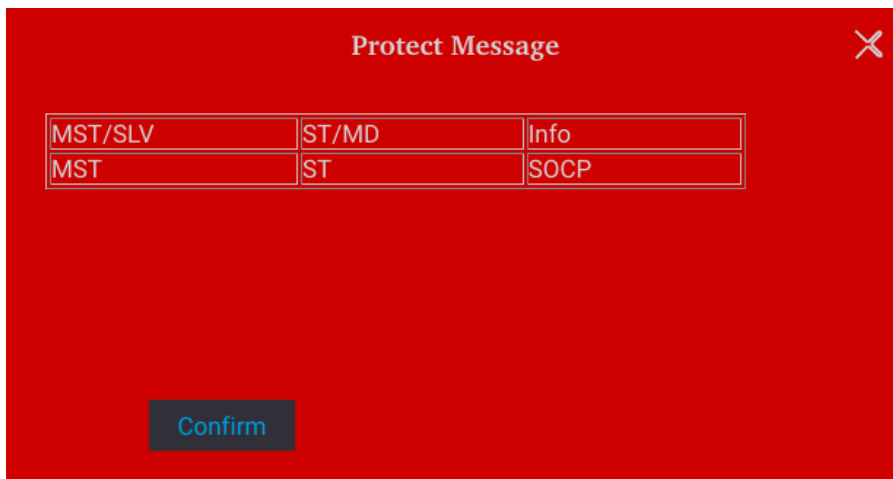 Protect Message
MST/SLV ST/MD Info
MST ST SOCP
Confirm